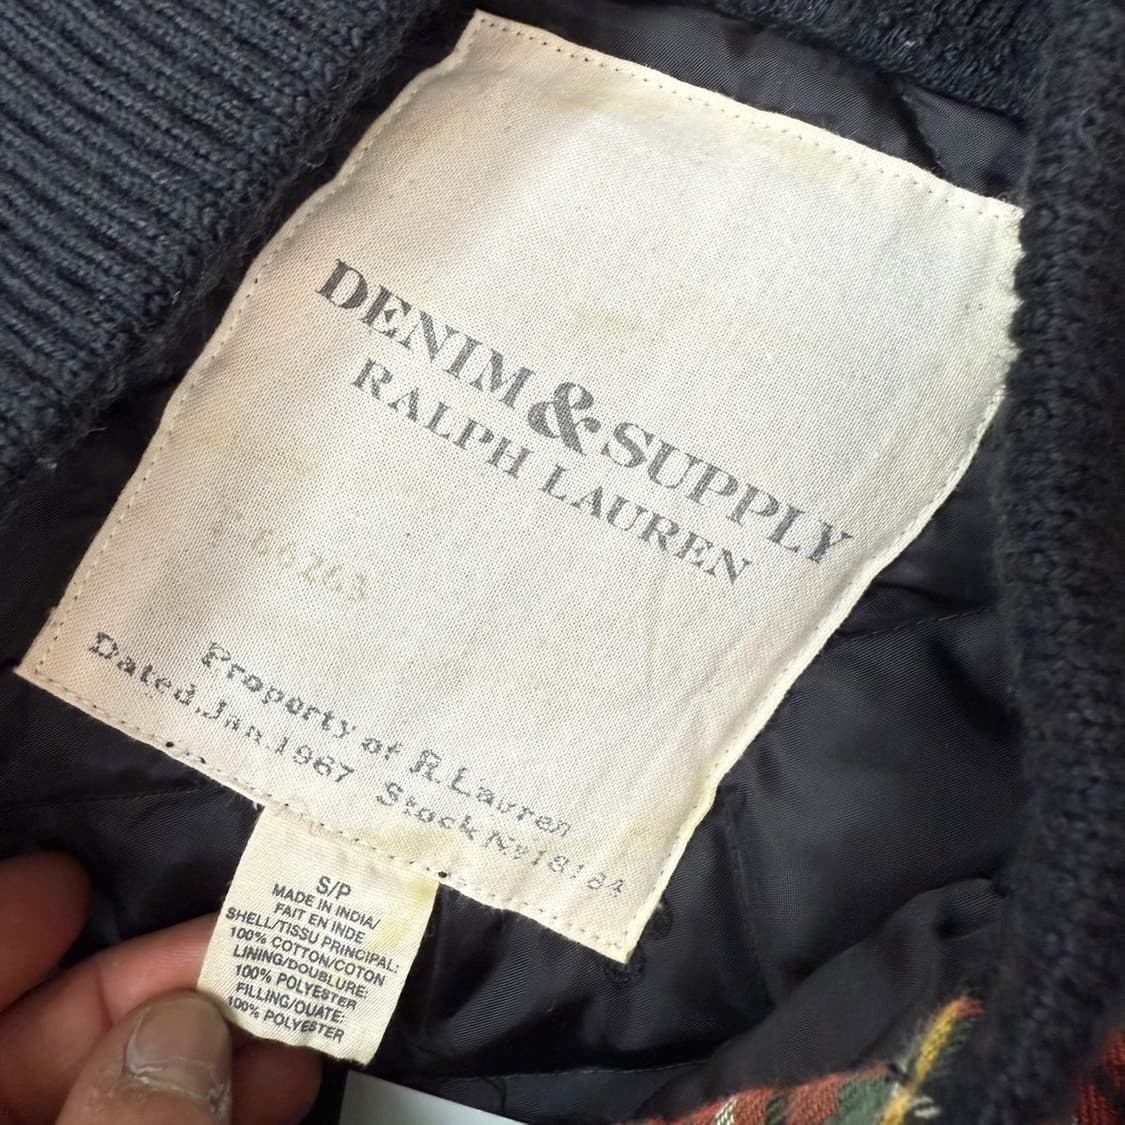 DENIM & SUPPLY
RALPH LAUREN
66263
Property of R.Lauren
Dated.Jan.1967 Stock Nº 18184
S/P
MADE IN INDIA/
FAIT EN INDE
SHELL/TISSU PRINCIPAL:
100% COTTON/COTON
LINING/DOUBLURE:
100% POLYESTER
FILLING/OUATE:
100% POLYESTER